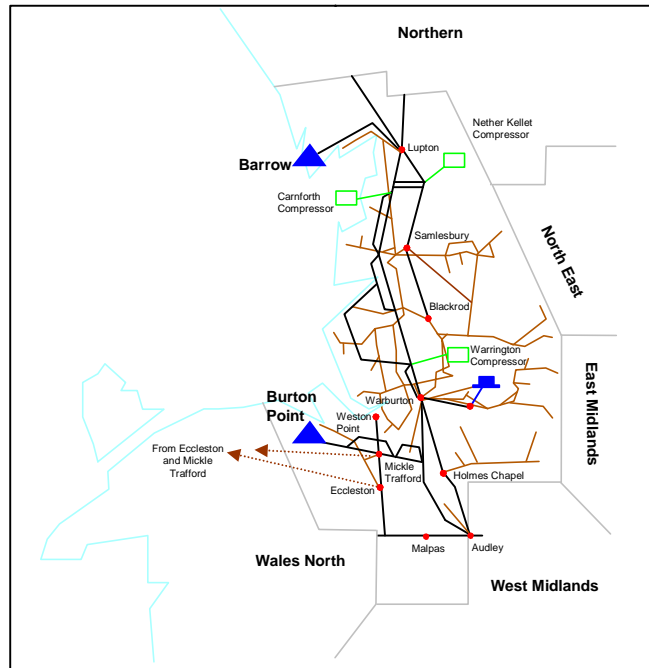 Northern
Nether Kellet
Compressor
Lupton
Barrow
Carnforth
Compressor
Samlesbury
North East
Blackrod
Warrington
Compressor
East Midlands
Burton
Point
Warburton
Weston
Point
From Eccleston
and Mickle
Trafford
Mickle
Trafford
Holmes Chapel
Eccleston
Malpas
Audley
Wales North
West Midlands